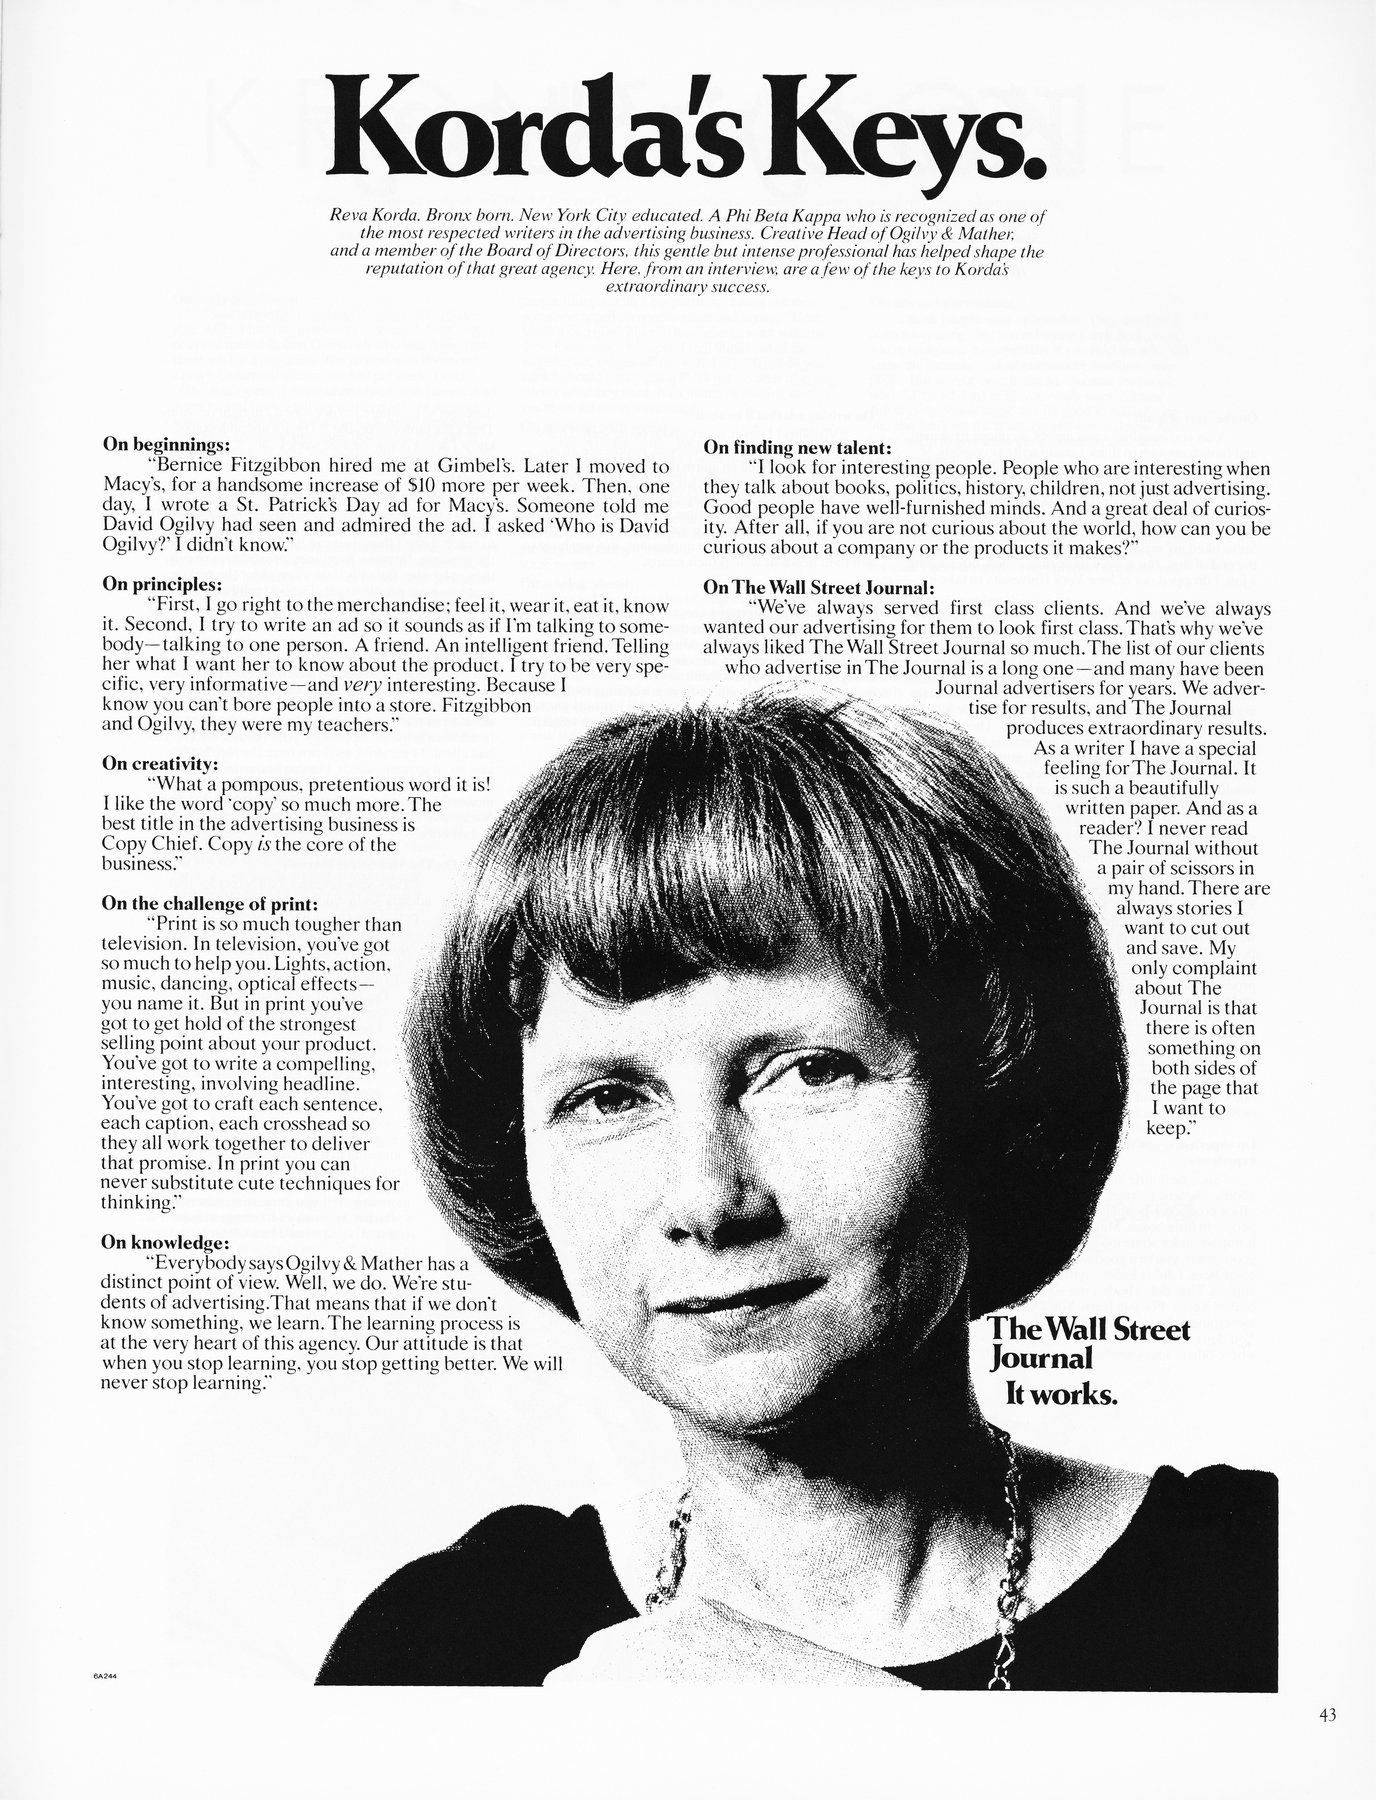 Korda's Keys.
Reva Korda. Bronx born. New York City educated. A Phi Beta Kappa who is recognized as one of
the most respected writers in the advertising business. Creative Head of Ogilvy & Mather,
and a member of the Board of Directors, this gentle but intense professional has helped shape the
reputation of that great agency. Here, from an interview, are a few of the keys to Korda's
extraordinary success.
On beginnings:
“Bernice Fitzgibbon hired me at Gimbel's. Later I moved to
Macy's, for a handsome increase of $10 more per week. Then, one
day, I wrote a St. Patrick's Day ad for Macy's. Someone told me
David Ogilvy had seen and admired the ad. I asked ‘Who is David
Ogilvy?’ I didn't know.”
On principles:
“First, I go right to the merchandise; feel it, wear it, eat it, know
it. Second, I try to write an ad so it sounds as if I'm talking to some-
body—talking to one person. A friend. An intelligent friend. Telling
her what I want her to know about the product. I try to be very spe-
cific, very informative—and very interesting. Because I
know you can't bore people into a store. Fitzgibbon
and Ogilvy, they were my teachers.”
On creativity:
“What a pompous, pretentious word it is!
I like the word ‘copy’ so much more. The
best title in the advertising business is
Copy Chief. Copy is the core of the
business.”
On the challenge of print:
“Print is so much tougher than
television. In television, you've got
so much to help you. Lights, action,
music, dancing, optical effects—
you name it. But in print you've
got to get hold of the strongest
selling point about your product.
You've got to write a compelling,
interesting, involving headline.
You've got to craft each sentence,
each caption, each crosshead so
they all work together to deliver
that promise. In print you can
never substitute cute techniques for
thinking.”
On knowledge:
“Everybody says Ogilvy & Mather has a
distinct point of view. Well, we do. We're stu-
dents of advertising. That means that if we don't
know something, we learn. The learning process is
at the very heart of this agency. Our attitude is that
when you stop learning, you stop getting better. We will
never stop learning.”
On finding new talent:
“I look for interesting people. People who are interesting when
they talk about books, politics, history, children, not just advertising.
Good people have well-furnished minds. And a great deal of curios-
ity. After all, if you are not curious about the world, how can you be
curious about a company or the products it makes?”
On The Wall Street Journal:
“We've always served first class clients. And we've always
wanted our advertising for them to look first class. That's why we've
always liked The Wall Street Journal so much. The list of our clients
who advertise in The Journal is a long one—and many have been
Journal advertisers for years. We adver-
tise for results, and The Journal
produces extraordinary results.
As a writer I have a special
feeling for The Journal. It
is such a beautifully
written paper. And as a
reader? I never read
The Journal without
a pair of scissors in
my hand. There are
always stories I
want to cut out
and save. My
only complaint
about The
Journal is that
there is often
something on
both sides of
the page that
I want to
keep.”
The Wall Street
Journal
It works.
6A244
43